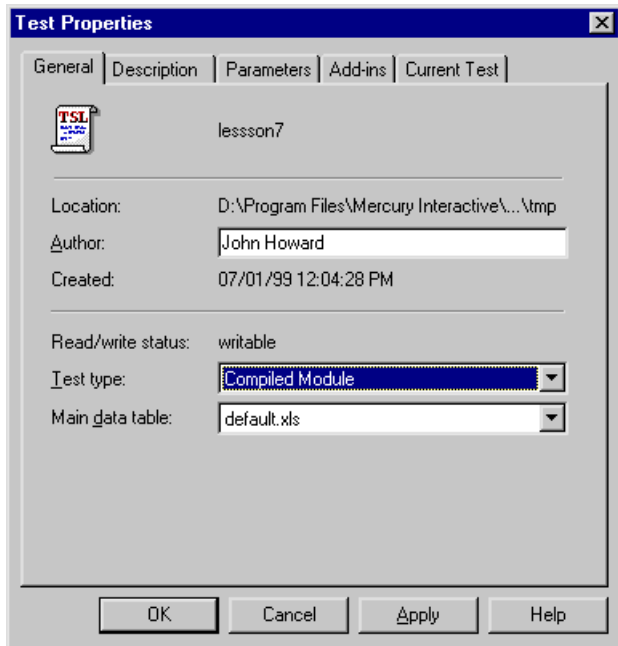 Test Properties
General Description Parameters Add-ins Current Test
TSL
lessson7
Location: D:\Program Files\Mercury Interactive\...\tmp
Author: John Howard
Created: 07/01/99 12:04:28 PM
Read/write status: writable
Test type: Compiled Module
Main data table: default.xls
OK Cancel Apply Help